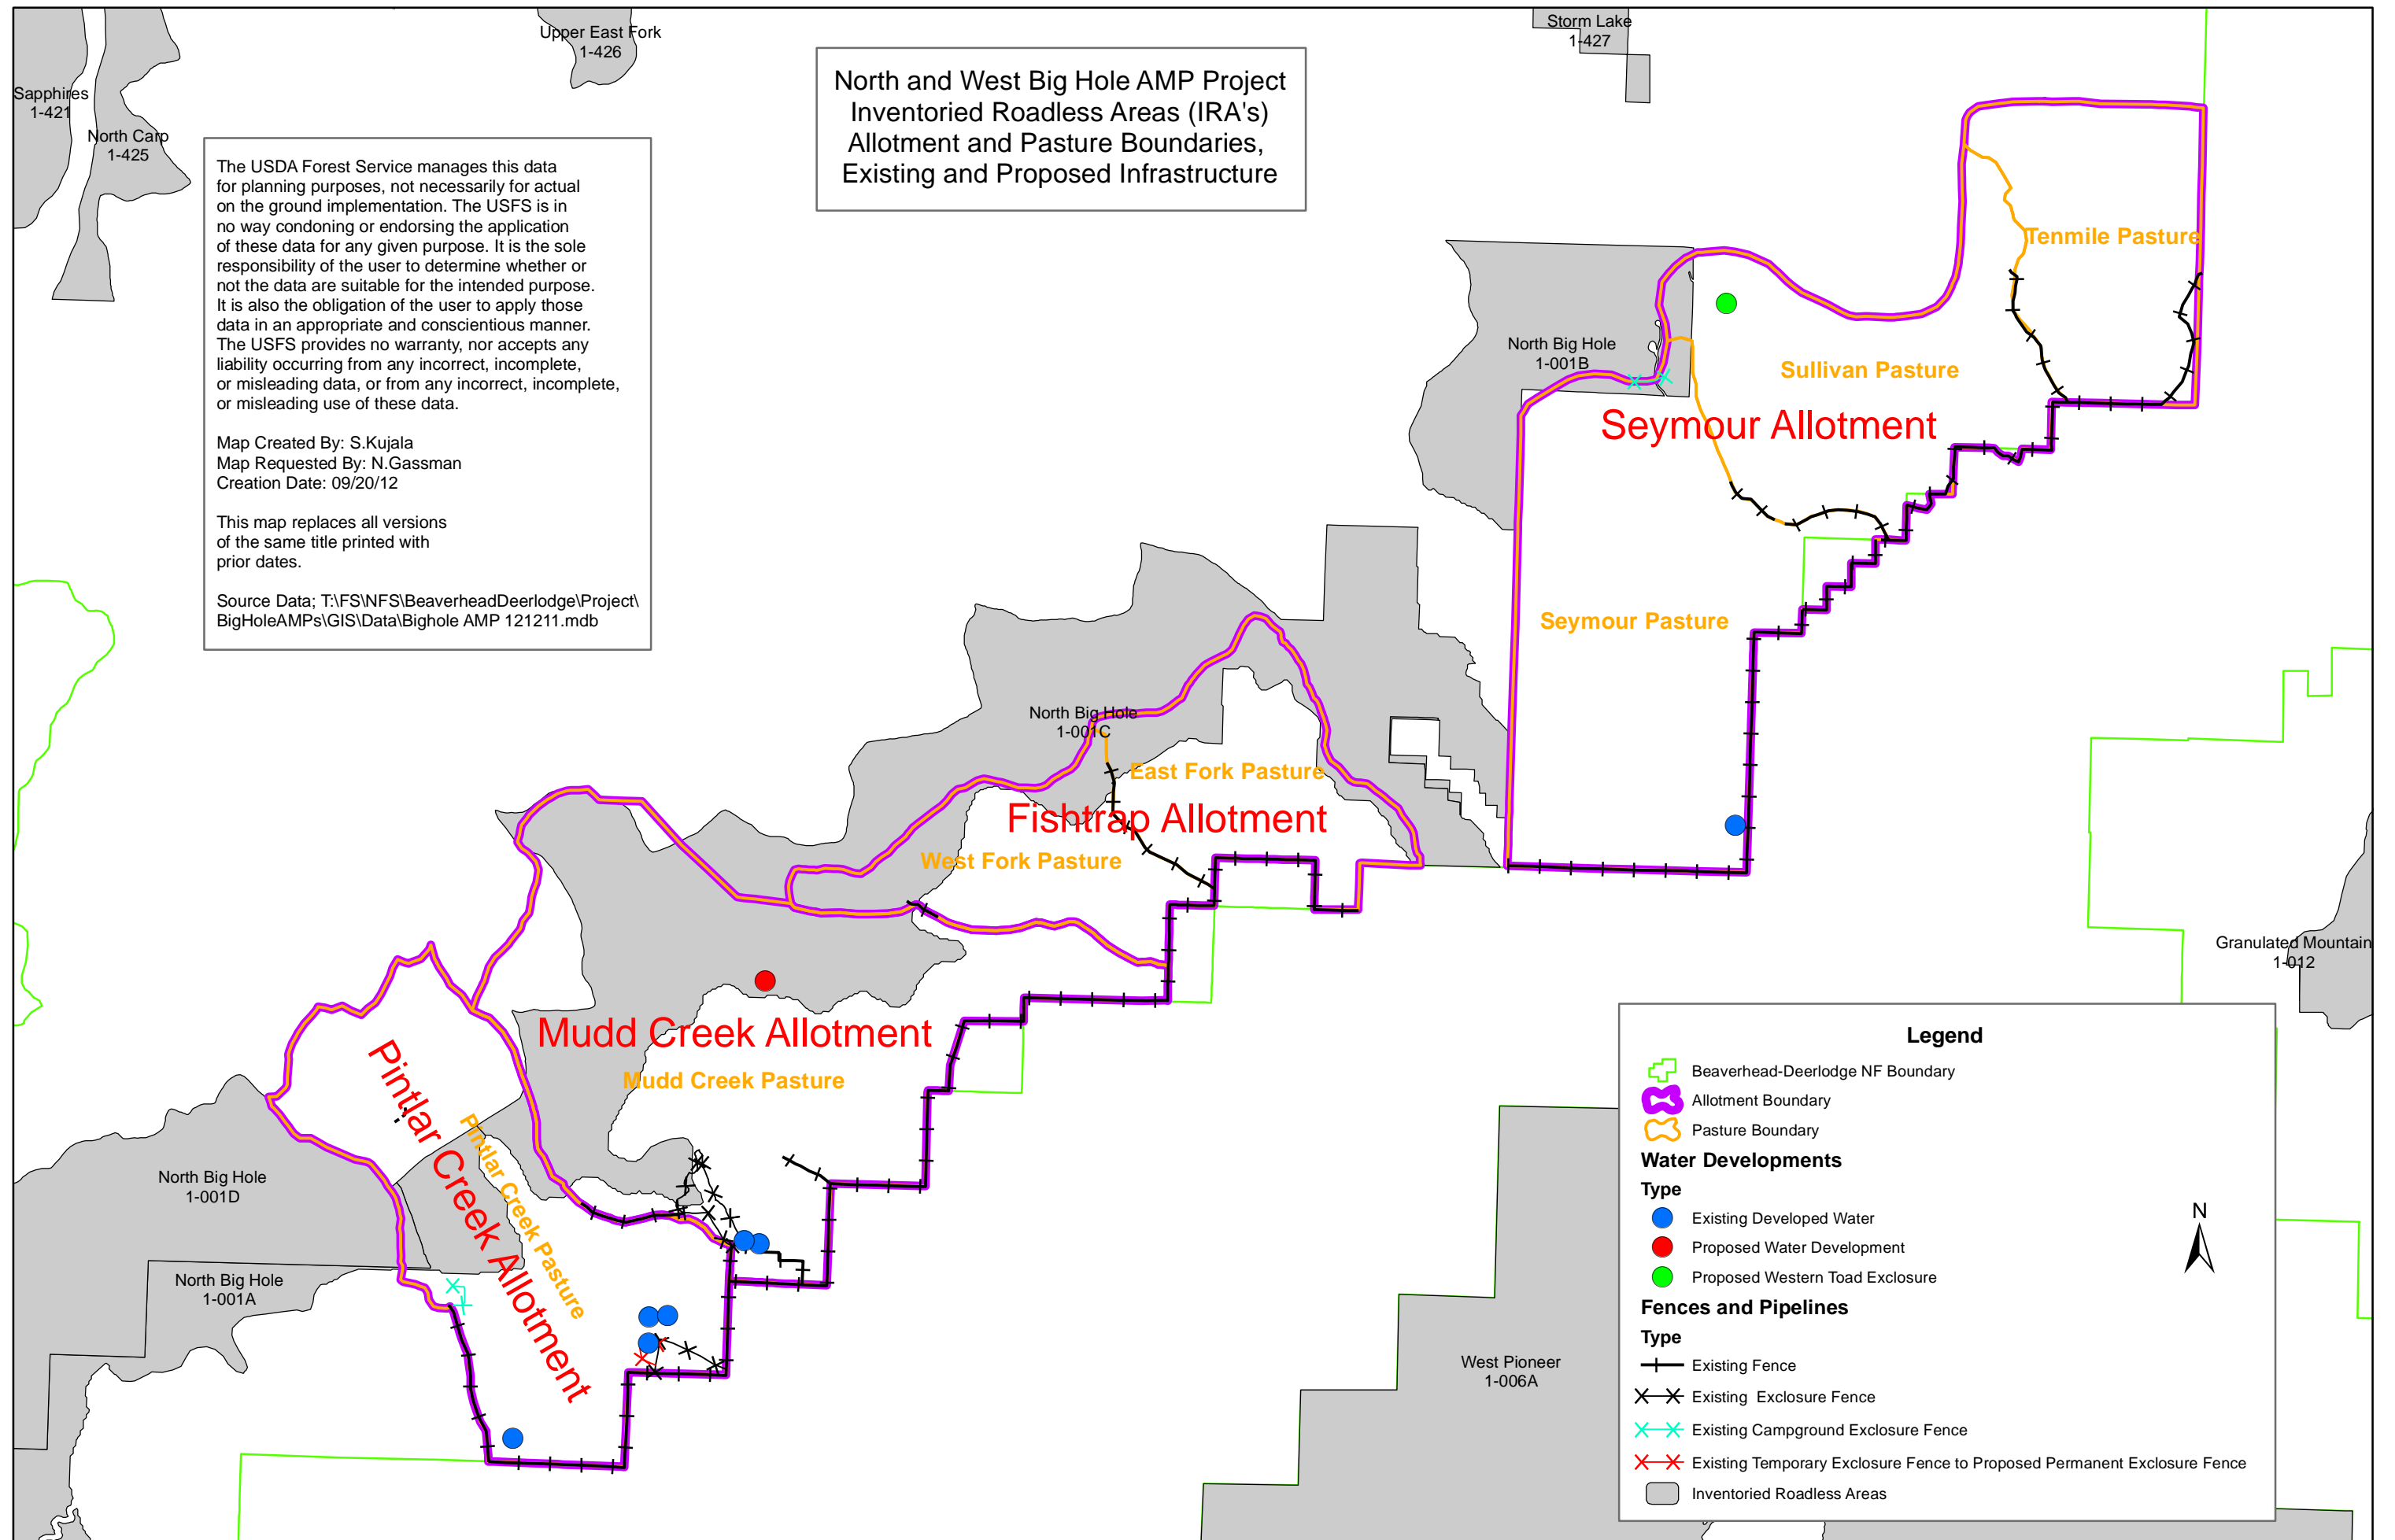 Upper East Fork
1-426
Storm Lake
1-427
Sapphires
1-421
North Carp
1-425
North and West Big Hole AMP Project
Inventoried Roadless Areas (IRA's)
Allotment and Pasture Boundaries,
Existing and Proposed Infrastructure
The USDA Forest Service manages this data
for planning purposes, not necessarily for actual
on the ground implementation. The USFS is in
no way condoning or endorsing the application
of these data for any given purpose. It is the sole
responsibility of the user to determine whether or
not the data are suitable for the intended purpose.
It is also the obligation of the user to apply those
data in an appropriate and conscientious manner.
The USFS provides no warranty, nor accepts any
liability occurring from any incorrect, incomplete,
or misleading data, or from any incorrect, incomplete,
or misleading use of these data.
Map Created By: S.Kujala
Map Requested By: N.Gassman
Creation Date: 09/20/12
This map replaces all versions
of the same title printed with
prior dates.
Source Data; T:\FS\NFS\BeaverheadDeerlodge\Project\
BigHoleAMPs\GIS\Data\Bighole AMP 121211.mdb
Tenmile Pasture
North Big Hole
1-001B
Sullivan Pasture
Seymour Allotment
Seymour Pasture
North Big Hole
1-001C
East Fork Pasture
Fishtrap Allotment
West Fork Pasture
Granulated Mountain
1-012
Mudd Creek Allotment
Mudd Creek Pasture
Pintlar Creek Allotment
Pintlar Creek Pasture
North Big Hole
1-001D
North Big Hole
1-001A
West Pioneer
1-006A
Legend
Beaverhead-Deerlodge NF Boundary
Allotment Boundary
Pasture Boundary
Water Developments
Type
Existing Developed Water
Proposed Water Development
Proposed Western Toad Exclosure
Fences and Pipelines
Type
Existing Fence
Existing Exclosure Fence
Existing Campground Exclosure Fence
Existing Temporary Exclosure Fence to Proposed Permanent Exclosure Fence
Inventoried Roadless Areas
N